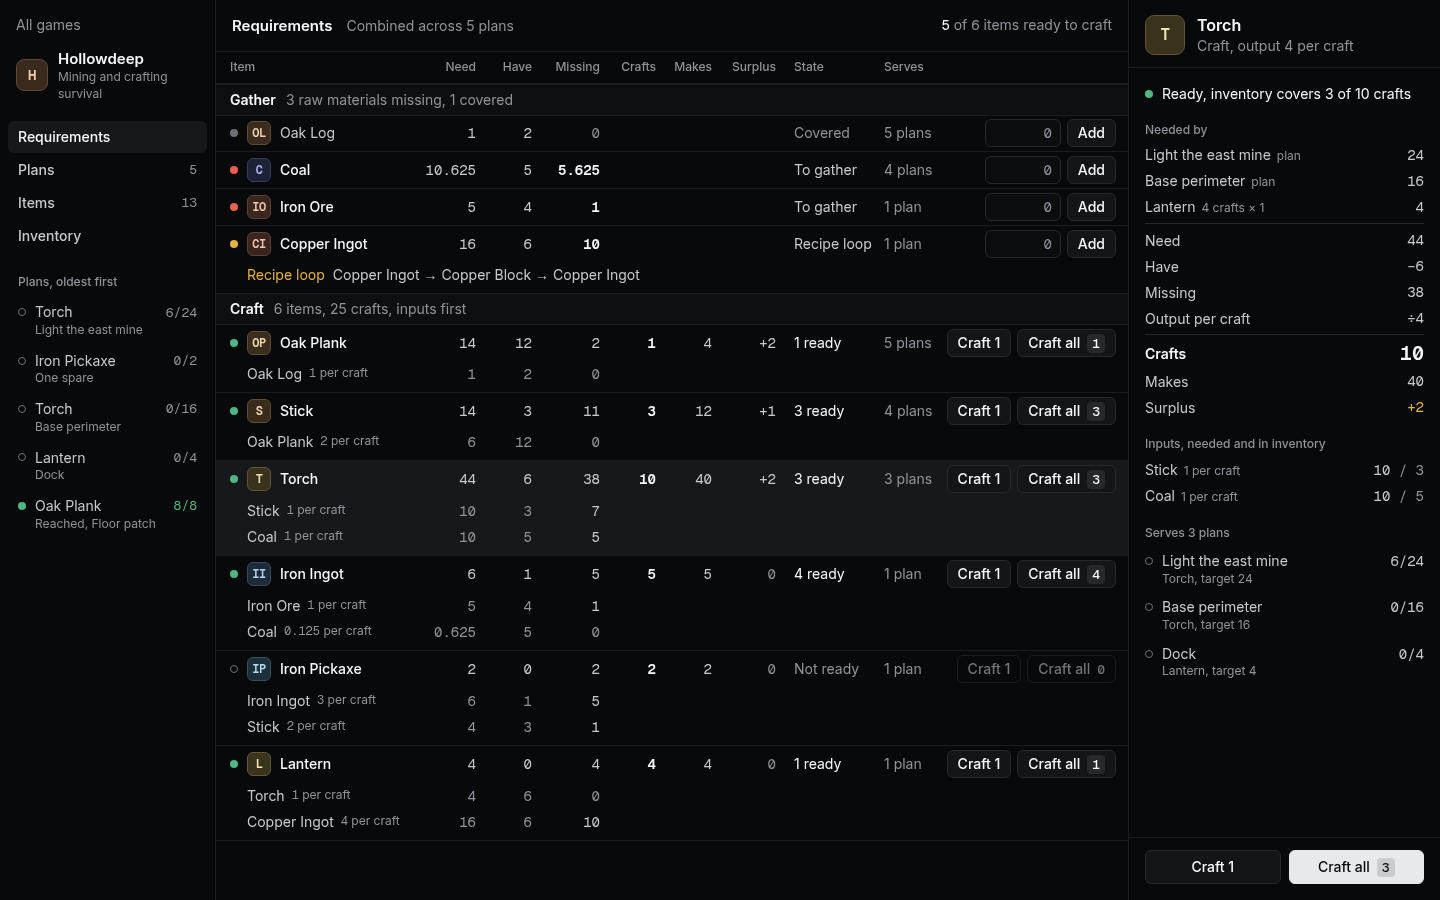 All games
H
Hollowdeep
Mining and crafting
survival
Requirements
Plans 5
Items 13
Inventory
Plans, oldest first
Torch 6/24
Light the east mine
Iron Pickaxe 0/2
One spare
Torch 0/16
Base perimeter
Lantern 0/4
Dock
Oak Plank 8/8
Reached, Floor patch
Requirements Combined across 5 plans 5 of 6 items ready to craft
Item Need Have Missing Crafts Makes Surplus State Serves
Gather 3 raw materials missing, 1 covered
OL Oak Log 1 2 0 Covered 5 plans 0 Add
C Coal 10.625 5 5.625 To gather 4 plans 0 Add
IO Iron Ore 5 4 1 To gather 1 plan 0 Add
CI Copper Ingot 16 6 10 Recipe loop 1 plan 0 Add
Recipe loop Copper Ingot → Copper Block → Copper Ingot
Craft 6 items, 25 crafts, inputs first
OP Oak Plank 14 12 2 1 4 +2 1 ready 5 plans Craft 1 Craft all 1
Oak Log 1 per craft 1 2 0
S Stick 14 3 11 3 12 +1 3 ready 4 plans Craft 1 Craft all 3
Oak Plank 2 per craft 6 12 0
T Torch 44 6 38 10 40 +2 3 ready 3 plans Craft 1 Craft all 3
Stick 1 per craft 10 3 7
Coal 1 per craft 10 5 5
II Iron Ingot 6 1 5 5 5 0 4 ready 1 plan Craft 1 Craft all 4
Iron Ore 1 per craft 5 4 1
Coal 0.125 per craft 0.625 5 0
IP Iron Pickaxe 2 0 2 2 2 0 Not ready 1 plan Craft 1 Craft all 0
Iron Ingot 3 per craft 6 1 5
Stick 2 per craft 4 3 1
L Lantern 4 0 4 4 4 0 1 ready 1 plan Craft 1 Craft all 1
Torch 1 per craft 4 6 0
Copper Ingot 4 per craft 16 6 10
T
Torch
Craft, output 4 per craft
Ready, inventory covers 3 of 10 crafts
Needed by
Light the east mine plan 24
Base perimeter plan 16
Lantern 4 crafts × 1 4
Need 44
Have −6
Missing 38
Output per craft ÷4
Crafts 10
Makes 40
Surplus +2
Inputs, needed and in inventory
Stick 1 per craft 10 / 3
Coal 1 per craft 10 / 5
Serves 3 plans
Light the east mine 6/24
Torch, target 24
Base perimeter 0/16
Torch, target 16
Dock 0/4
Lantern, target 4
Craft 1 Craft all 3